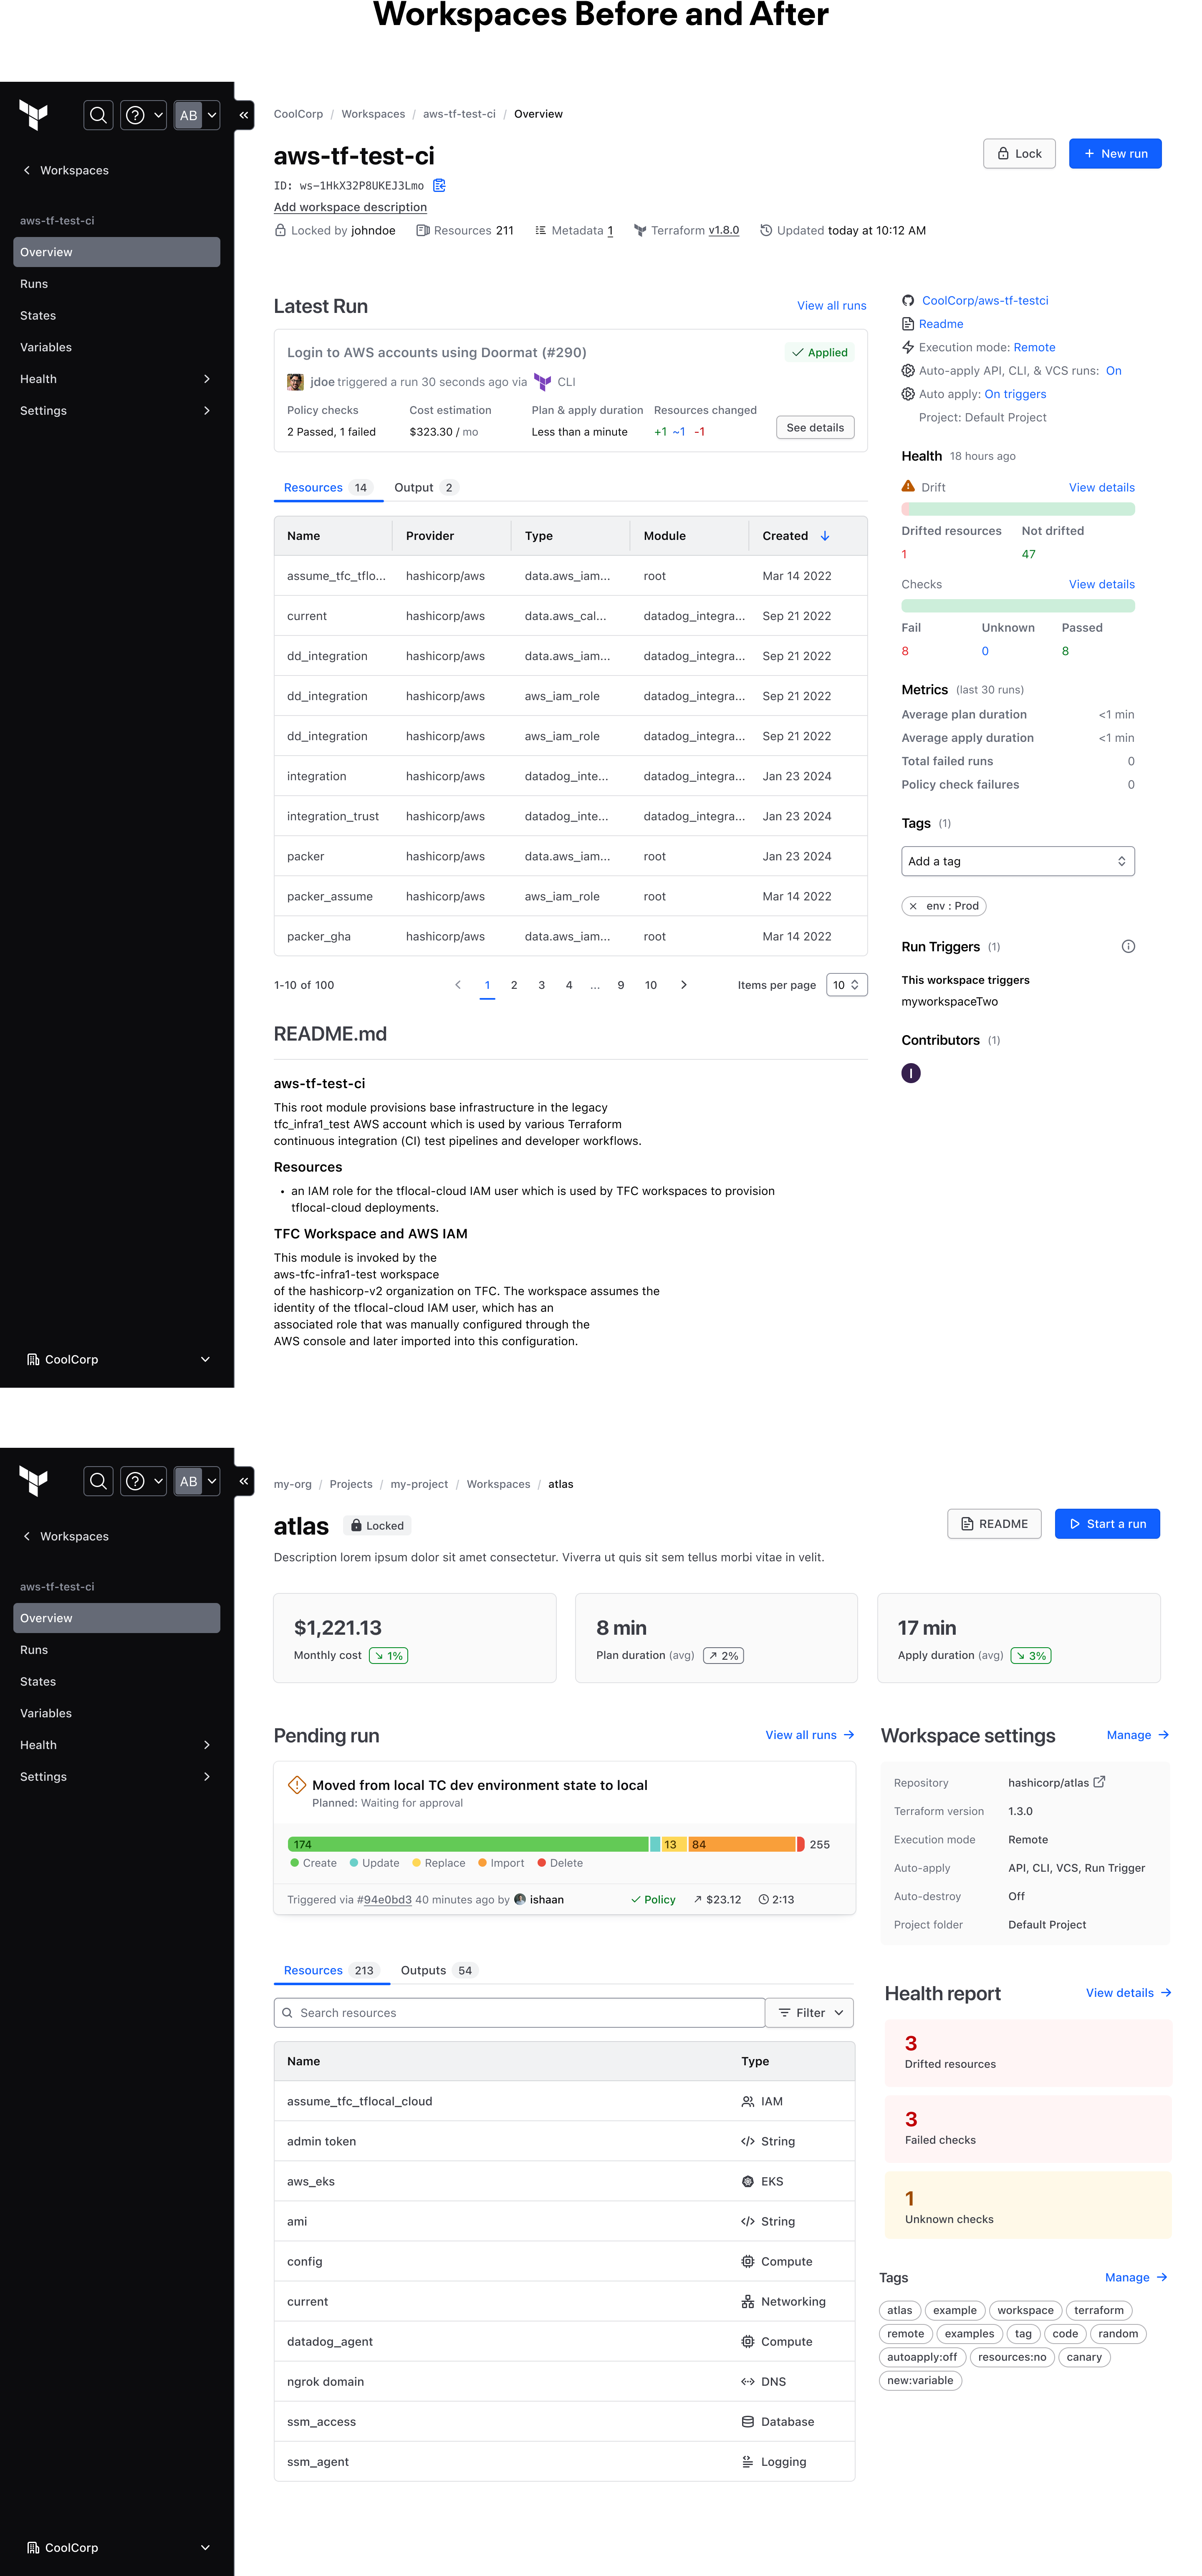 Workspaces Before and After
AB
Workspaces
aws-tf-test-ci
Overview
Runs
States
Variables
Health
Settings
CoolCorp
CoolCorp / Workspaces / aws-tf-test-ci / Overview
aws-tf-test-ci
Lock
+ New run
ID: ws-1HkX32P8UKEJ3Lmo
Add workspace description
Locked by johndoe Resources 211 Metadata 1 Terraform v1.8.0 Updated today at 10:12 AM
Latest Run View all runs
Login to AWS accounts using Doormat (#290) Applied
jdoe triggered a run 30 seconds ago via CLI
Policy checks Cost estimation Plan & apply duration Resources changed
2 Passed, 1 failed $323.30 / mo Less than a minute +1 ~1 -1
See details
Resources 14 Output 2
Name Provider Type Module Created
assume_tfc_tflo... hashicorp/aws data.aws_iam... root Mar 14 2022
current hashicorp/aws data.aws_cal... datadog_integra... Sep 21 2022
dd_integration hashicorp/aws data.aws_iam... datadog_integra... Sep 21 2022
dd_integration hashicorp/aws aws_iam_role datadog_integra... Sep 21 2022
dd_integration hashicorp/aws aws_iam_role datadog_integra... Sep 21 2022
integration hashicorp/aws datadog_inte... datadog_integra... Jan 23 2024
integration_trust hashicorp/aws datadog_inte... datadog_integra... Jan 23 2024
packer hashicorp/aws data.aws_iam... root Jan 23 2024
packer_assume hashicorp/aws aws_iam_role root Mar 14 2022
packer_gha hashicorp/aws data.aws_iam... root Mar 14 2022
1-10 of 100 1 2 3 4 ... 9 10 Items per page 10
README.md
aws-tf-test-ci
This root module provisions base infrastructure in the legacy
tfc_infra1_test AWS account which is used by various Terraform
continuous integration (CI) test pipelines and developer workflows.
Resources
• an IAM role for the tflocal-cloud IAM user which is used by TFC workspaces to provision
tflocal-cloud deployments.
TFC Workspace and AWS IAM
This module is invoked by the
aws-tfc-infra1-test workspace
of the hashicorp-v2 organization on TFC. The workspace assumes the
identity of the tflocal-cloud IAM user, which has an
associated role that was manually configured through the
AWS console and later imported into this configuration.
CoolCorp/aws-tf-testci
Readme
Execution mode: Remote
Auto-apply API, CLI, & VCS runs: On
Auto apply: On triggers
Project: Default Project
Health 18 hours ago
Drift View details
Drifted resources Not drifted
1 47
Checks View details
Fail Unknown Passed
8 0 8
Metrics (last 30 runs)
Average plan duration <1 min
Average apply duration <1 min
Total failed runs 0
Policy check failures 0
Tags (1)
Add a tag
env : Prod
Run Triggers (1)
This workspace triggers
myworkspaceTwo
Contributors (1)
I
AB
Workspaces
aws-tf-test-ci
Overview
Runs
States
Variables
Health
Settings
CoolCorp
my-org / Projects / my-project / Workspaces / atlas
atlas Locked
README
Start a run
Description lorem ipsum dolor sit amet consectetur. Viverra ut quis sit sem tellus morbi vitae in velit.
$1,221.13
Monthly cost 1%
8 min
Plan duration (avg) 2%
17 min
Apply duration (avg) 3%
Pending run View all runs
Moved from local TC dev environment state to local
Planned: Waiting for approval
174 13 84 255
Create Update Replace Import Delete
Triggered via #94e0bd3 40 minutes ago by ishaan Policy $23.12 2:13
Resources 213 Outputs 54
Search resources
Filter
Name Type
assume_tfc_tflocal_cloud IAM
admin token String
aws_eks EKS
ami String
config Compute
current Networking
datadog_agent Compute
ngrok domain DNS
ssm_access Database
ssm_agent Logging
Workspace settings Manage
Repository hashicorp/atlas
Terraform version 1.3.0
Execution mode Remote
Auto-apply API, CLI, VCS, Run Trigger
Auto-destroy Off
Project folder Default Project
Health report View details
3
Drifted resources
3
Failed checks
1
Unknown checks
Tags Manage
atlas example workspace terraform
remote examples tag code random
autoapply:off resources:no canary
new:variable